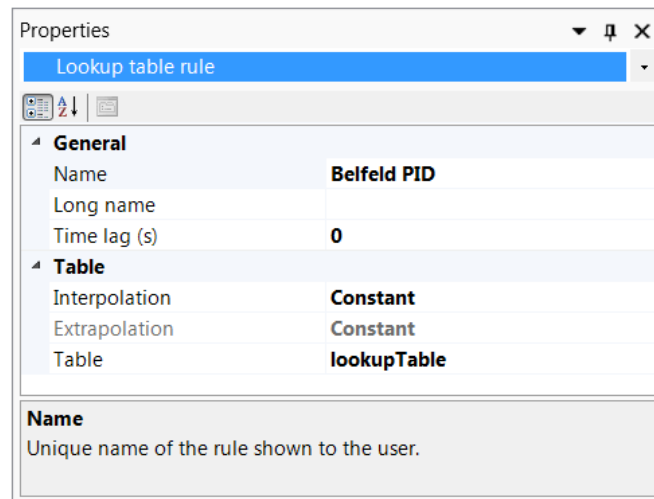 Properties
Lookup table rule
General
Name Belfeld PID
Long name
Time lag (s) 0
Table
Interpolation Constant
Extrapolation Constant
Table lookupTable
Name
Unique name of the rule shown to the user.